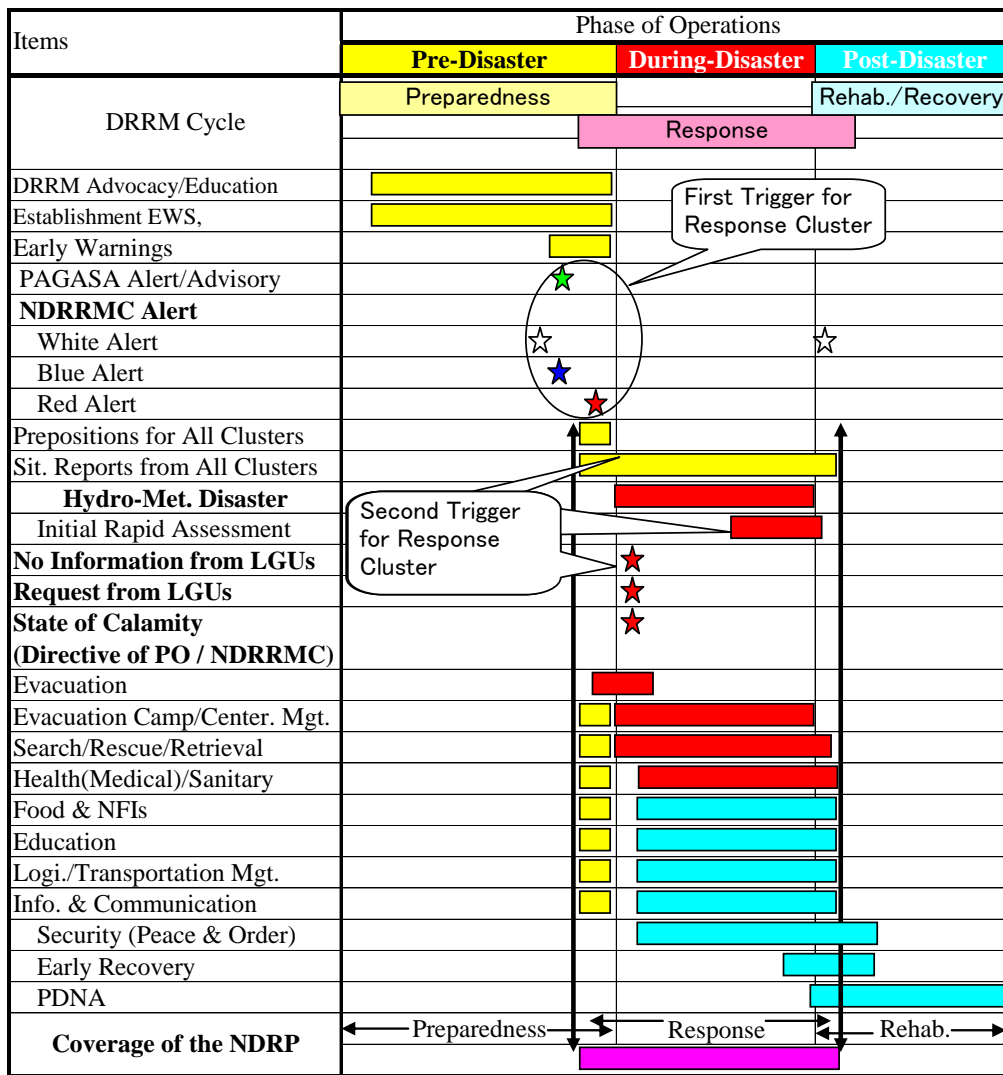 Items
Phase of Operations
Pre-Disaster
During-Disaster
Post-Disaster
DRRM Cycle
Preparedness
Rehab./Recovery
Response
DRRM Advocacy/Education
Establishment EWS,
First Trigger for
Response Cluster
Early Warnings
PAGASA Alert/Advisory
NDRRMC Alert
White Alert
Blue Alert
Red Alert
Prepositions for All Clusters
Sit. Reports from All Clusters
Hydro-Met. Disaster
Second Trigger
for Response
Cluster
Initial Rapid Assessment
No Information from LGUs
Request from LGUs
State of Calamity
(Directive of PO / NDRRMC)
Evacuation
Evacuation Camp/Center. Mgt.
Search/Rescue/Retrieval
Health(Medical)/Sanitary
Food & NFIs
Education
Logi./Transportation Mgt.
Info. & Communication
Security (Peace & Order)
Early Recovery
PDNA
Coverage of the NDRP
Preparedness
Response
Rehab.